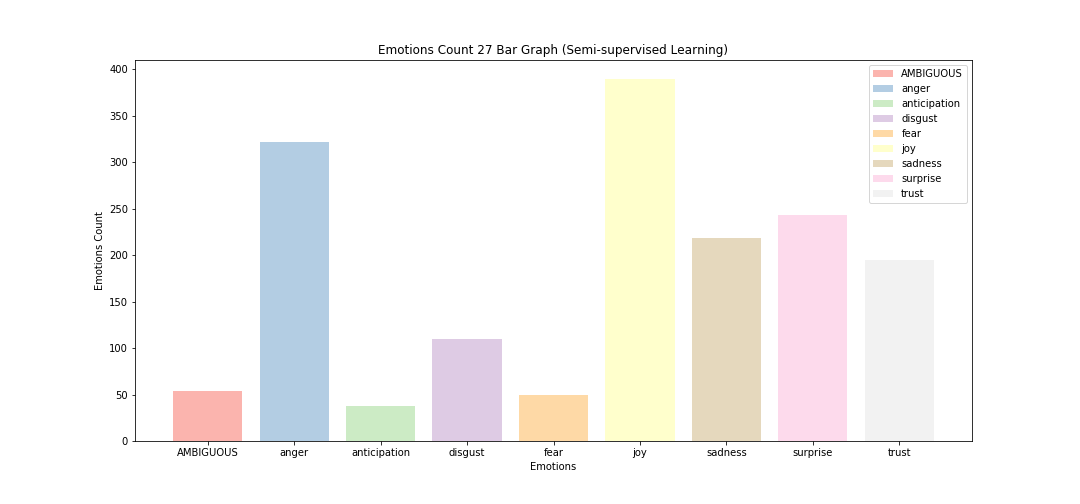 Emotions Count 27 Bar Graph (Semi-supervised Learning)
400
350
300
250
200
150
100
50
0
Emotions Count
AMBIGUOUS
anger
anticipation
disgust
fear
joy
sadness
surprise
trust
AMBIGUOUS anger anticipation disgust fear joy sadness surprise trust
Emotions